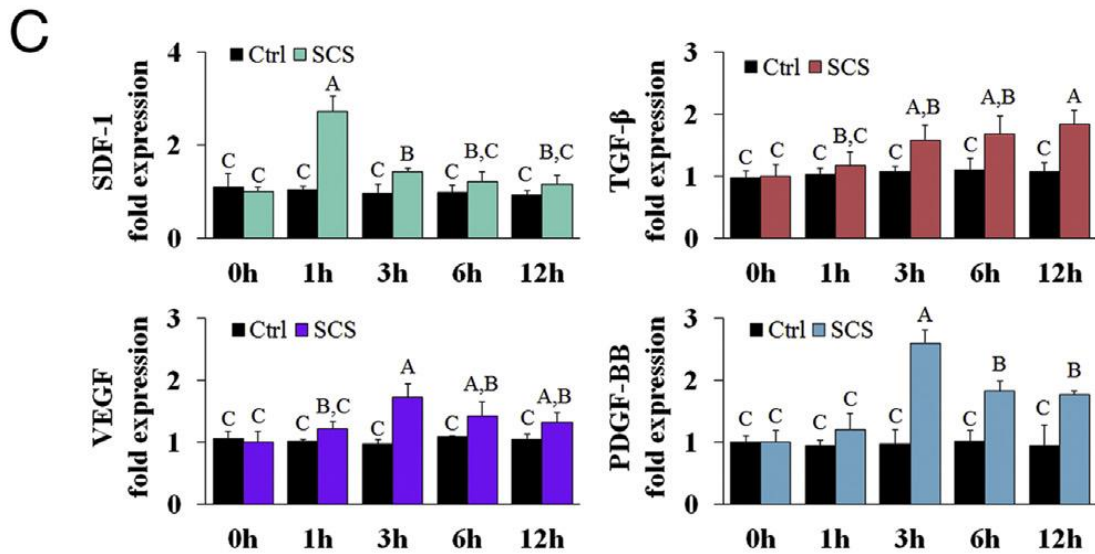 C
SDF-1
fold expression
4
2
0
Ctrl SCS
C C C A C B C B,C C B,C
0h 1h 3h 6h 12h
TGF-β
fold expression
3
2
1
0
Ctrl SCS
C C C B,C C A,B C A,B C A
0h 1h 3h 6h 12h
VEGF
fold expression
3
2
1
0
Ctrl SCS
C C C B,C C A C A,B C A,B
0h 1h 3h 6h 12h
PDGF-BB
fold expression
3
2
1
0
Ctrl SCS
C C C C C A C B C B
0h 1h 3h 6h 12h